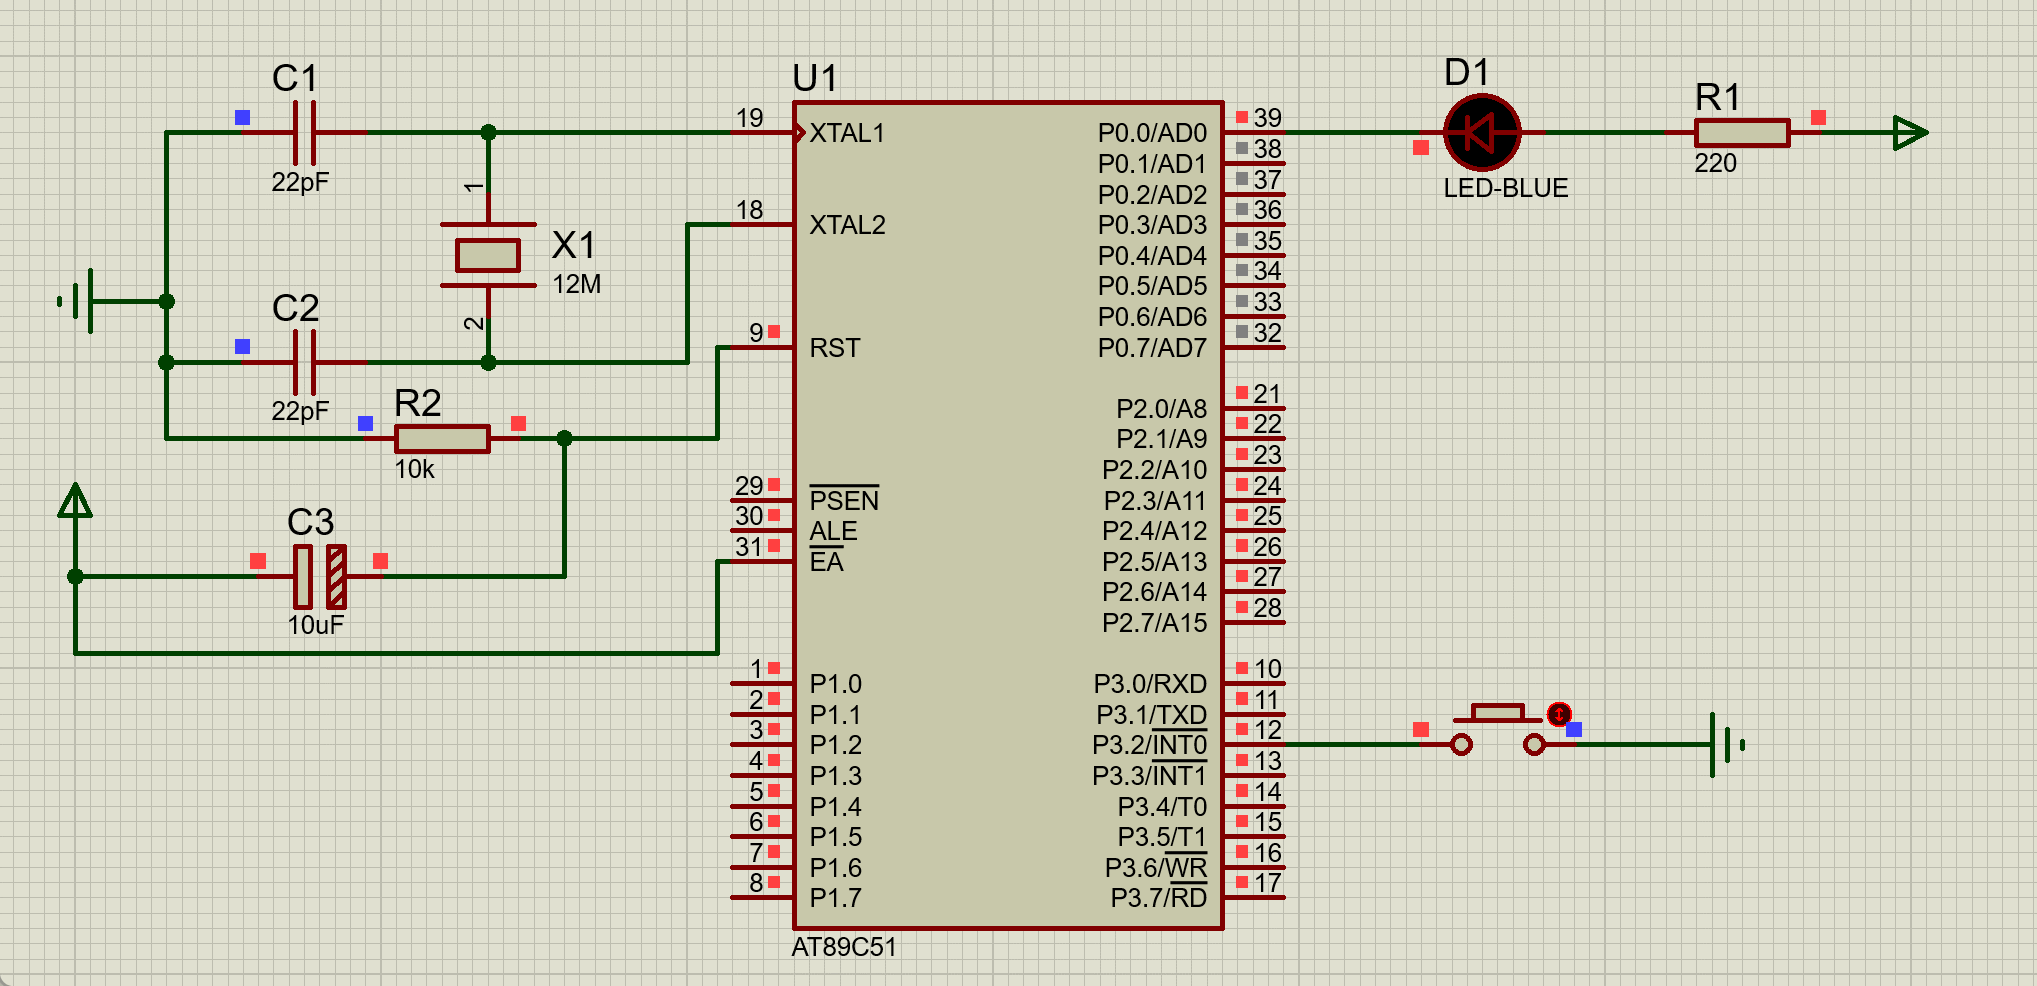 C1
22pF
1
X1
12M
2
C2
22pF
R2
10k
C3
10uF
U1
19 XTAL1
18 XTAL2
9 RST
29 PSEN
30 ALE
31 EA
1 P1.0
2 P1.1
3 P1.2
4 P1.3
5 P1.4
6 P1.5
7 P1.6
8 P1.7
P0.0/AD0 39
P0.1/AD1 38
P0.2/AD2 37
P0.3/AD3 36
P0.4/AD4 35
P0.5/AD5 34
P0.6/AD6 33
P0.7/AD7 32
P2.0/A8 21
P2.1/A9 22
P2.2/A10 23
P2.3/A11 24
P2.4/A12 25
P2.5/A13 26
P2.6/A14 27
P2.7/A15 28
P3.0/RXD 10
P3.1/TXD 11
P3.2/INT0 12
P3.3/INT1 13
P3.4/T0 14
P3.5/T1 15
P3.6/WR 16
P3.7/RD 17
AT89C51
D1
LED-BLUE
R1
220